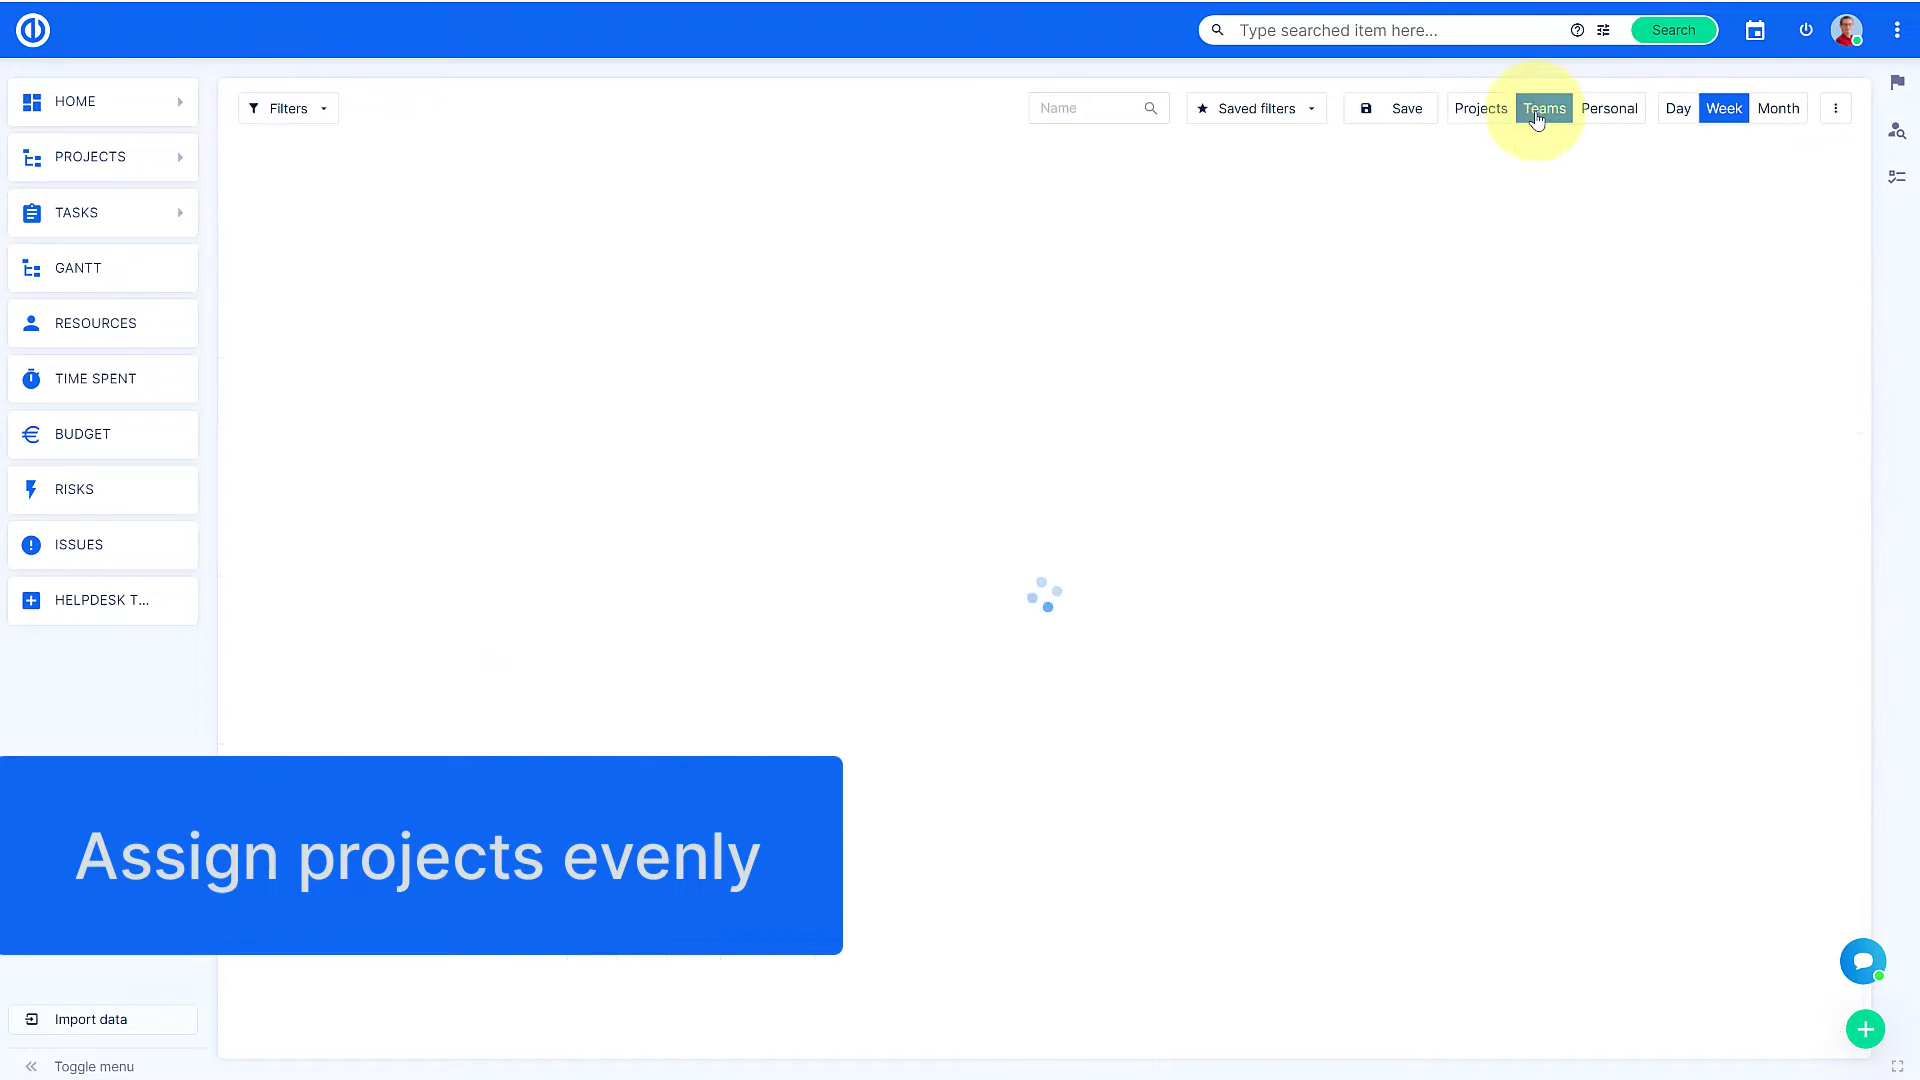 Type searched item here...
Search
HOME
PROJECTS
TASKS
GANTT
RESOURCES
TIME SPENT
BUDGET
RISKS
ISSUES
HELPDESK T...
Filters
Name
Saved filters
Save
Projects
Teams
Personal
Day
Week
Month
Assign projects evenly
Import data
Toggle menu